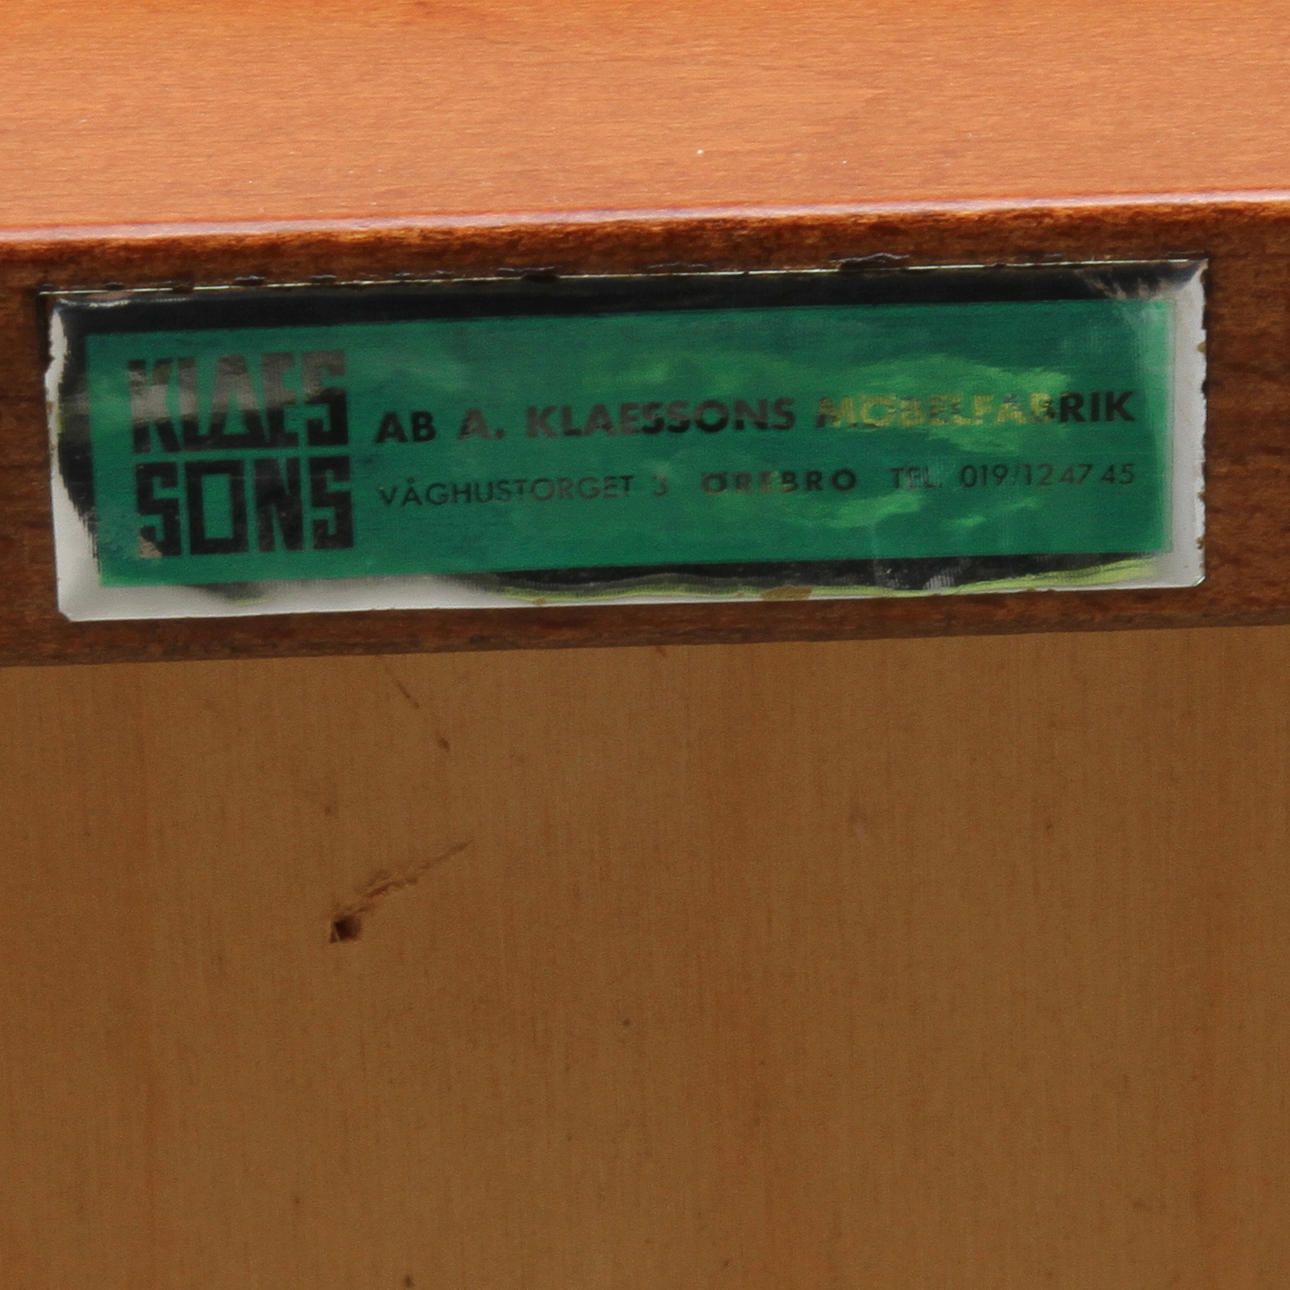 KLAES
SONS
AB A. KLAESSONS MÖBELFABRIK
VÅGHUSTORGET 3 ÖREBRO TEL. 019/12 47 45